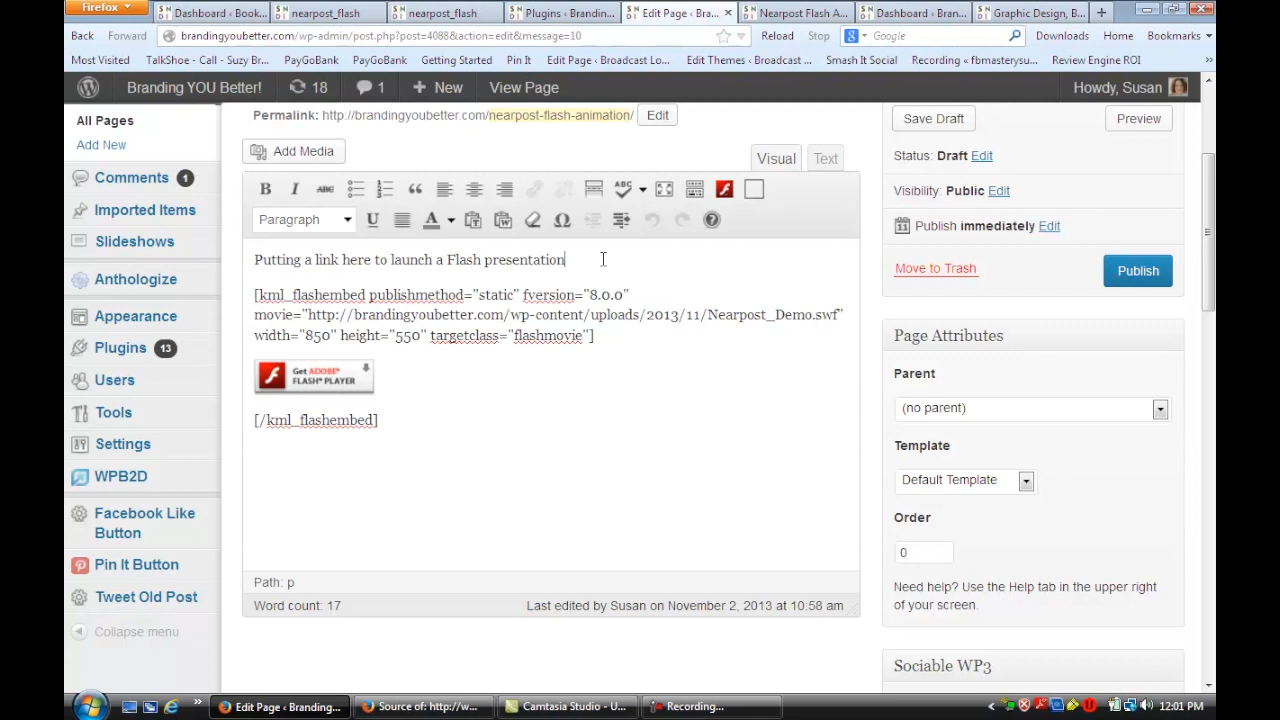 Firefox
Dashboard ‹ Book...
nearpost_flash
nearpost_flash
Plugins ‹ Brandin...
Edit Page ‹ Bra...
Nearpost Flash A...
Dashboard ‹ Bran...
Graphic Design, B...
Back
Forward
brandingyoubetter.com/wp-admin/post.php?post=4088&action=edit&message=10
Google
Reload
Stop
Downloads
Home
Bookmarks
Most Visited
TalkShoe - Call - Suzy Br...
PayGoBank
PayGoBank
Getting Started
Pin It
Edit Page ‹ Broadcast Lo...
Edit Themes ‹ Broadcast ...
Smash It Social
Recording « fbmasterysu...
Review Engine ROI
Branding YOU Better!
18
1
New
View Page
Howdy, Susan
All Pages
Add New
Comments 1
Imported Items
Slideshows
Anthologize
Appearance
Plugins 13
Users
Tools
Settings
WPB2D
Facebook Like
Button
Pin It Button
Tweet Old Post
Collapse menu
Permalink: http://brandingyoubetter.com/nearpost-flash-animation/ Edit
Add Media
Visual
Text
B I ABC
ABC
Paragraph
U
A
Putting a link here to launch a Flash presentation
[kml_flashembed publishmethod="static" fversion="8.0.0"
movie="http://brandingyoubetter.com/wp-content/uploads/2013/11/Nearpost_Demo.swf"
width="850" height="550" targetclass="flashmovie"]
Get ADOBE®
FLASH® PLAYER
[/kml_flashembed]
Path: p
Word count: 17
Last edited by Susan on November 2, 2013 at 10:58 am
Save Draft
Preview
Status: Draft Edit
Visibility: Public Edit
11
Publish immediately Edit
Move to Trash
Publish
Page Attributes
Parent
(no parent)
Template
Default Template
Order
0
Need help? Use the Help tab in the upper right
of your screen.
Sociable WP3
Edit Page ‹ Branding...
Source of: http://w...
Camtasia Studio - U...
Recording...
12:01 PM